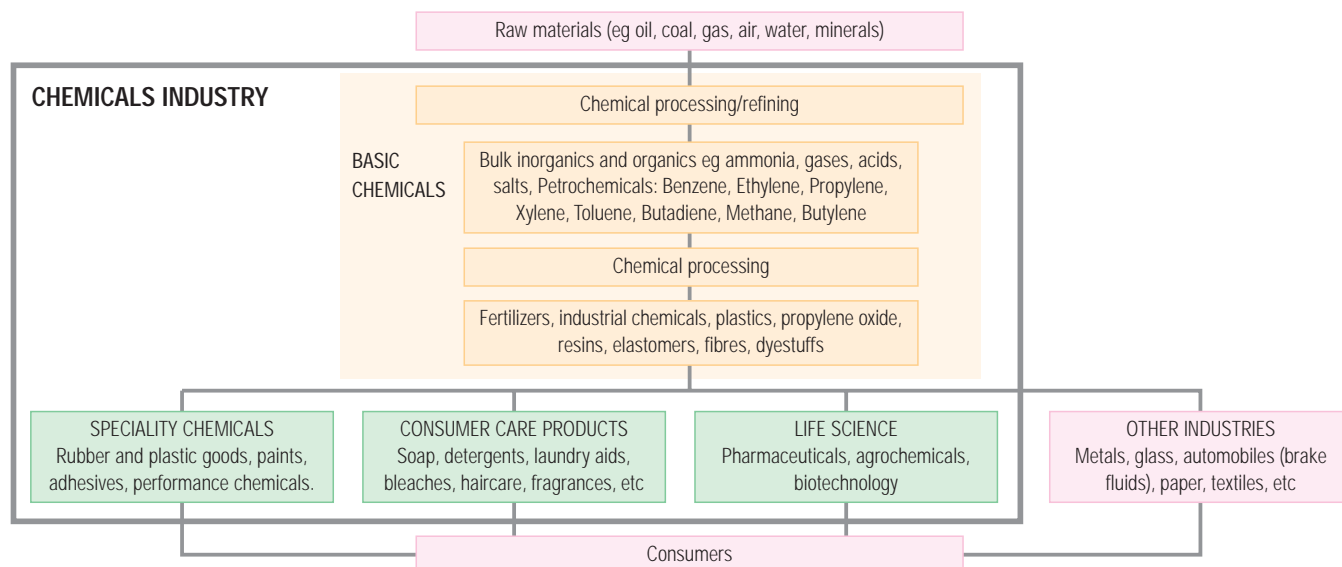 Raw materials (eg oil, coal, gas, air, water, minerals)
CHEMICALS INDUSTRY
Chemical processing/refining
BASIC
CHEMICALS
Bulk inorganics and organics eg ammonia, gases, acids,
salts, Petrochemicals: Benzene, Ethylene, Propylene,
Xylene, Toluene, Butadiene, Methane, Butylene
Chemical processing
Fertilizers, industrial chemicals, plastics, propylene oxide,
resins, elastomers, fibres, dyestuffs
SPECIALITY CHEMICALS
Rubber and plastic goods, paints,
adhesives, performance chemicals.
CONSUMER CARE PRODUCTS
Soap, detergents, laundry aids,
bleaches, haircare, fragrances, etc
LIFE SCIENCE
Pharmaceuticals, agrochemicals,
biotechnology
OTHER INDUSTRIES
Metals, glass, automobiles (brake
fluids), paper, textiles, etc
Consumers